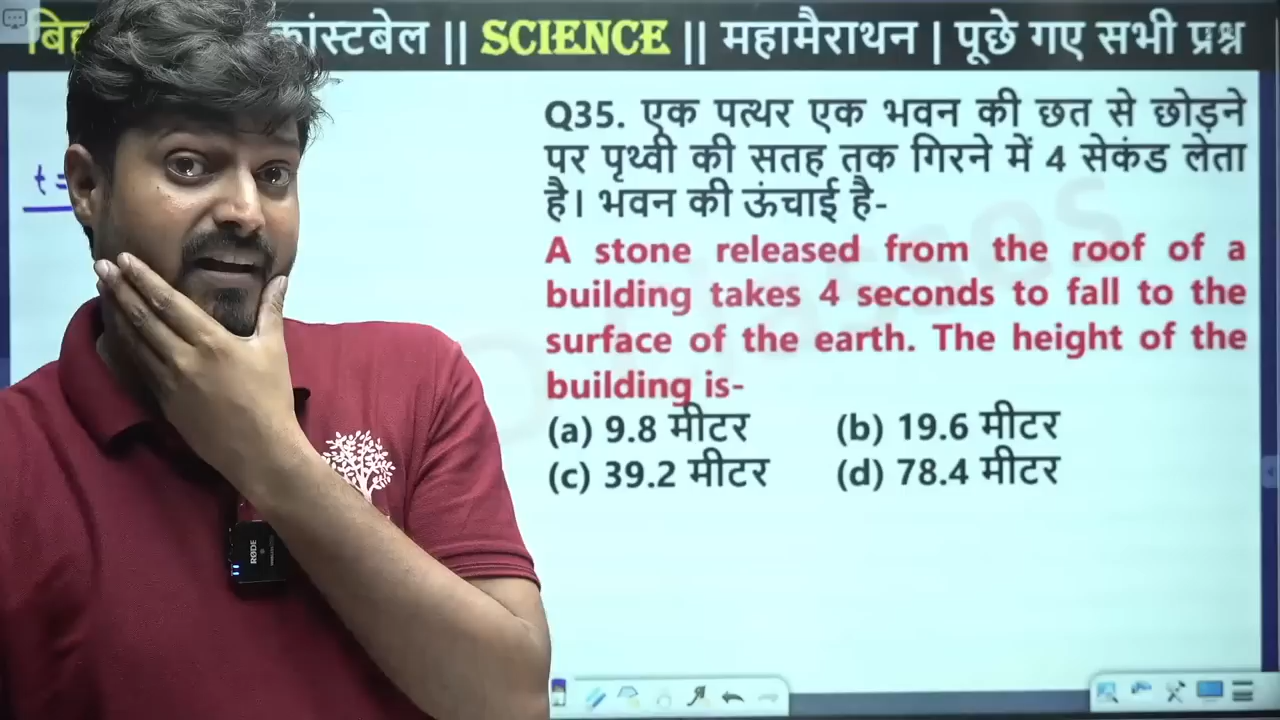 कांस्टबेल || SCIENCE || महामैराथन | पूछे गए सभी प्रश्न
t=
Q35. एक पत्थर एक भवन की छत से छोड़ने
पर पृथ्वी की सतह तक गिरने में 4 सेकंड लेता
है। भवन की ऊंचाई है-
A stone released from the roof of a
building takes 4 seconds to fall to the
surface of the earth. The height of the
building is-
(a) 9.8 मीटर (b) 19.6 मीटर
(c) 39.2 मीटर (d) 78.4 मीटर
RØDE